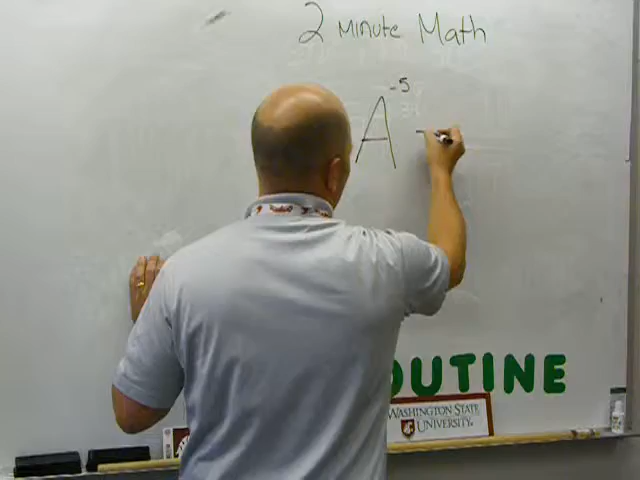 2 Minute Math
A⁻⁵ -
OUTINE
WASHINGTON STATE
UNIVERSITY